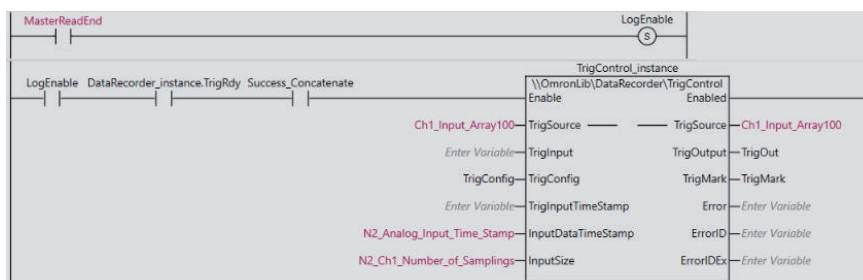 MasterReadEnd LogEnable
S
TrigControl_instance
LogEnable DataRecorder_instance.TrigRdy Success_Concatenate \\OmronLib\DataRecorder\TrigControl
Enable Enabled
Ch1_Input_Array100 TrigSource TrigSource Ch1_Input_Array100
Enter Variable TrigInput TrigOutput TrigOut
TrigConfig TrigConfig TrigMark TrigMark
Enter Variable TrigInputTimeStamp Error Enter Variable
N2_Analog_Input_Time_Stamp InputDataTimeStamp ErrorID Enter Variable
N2_Ch1_Number_of_Samplings InputSize ErrorIDEx Enter Variable